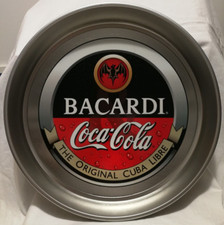 BACARDI
Coca-Cola
THE ORIGINAL CUBA LIBRE